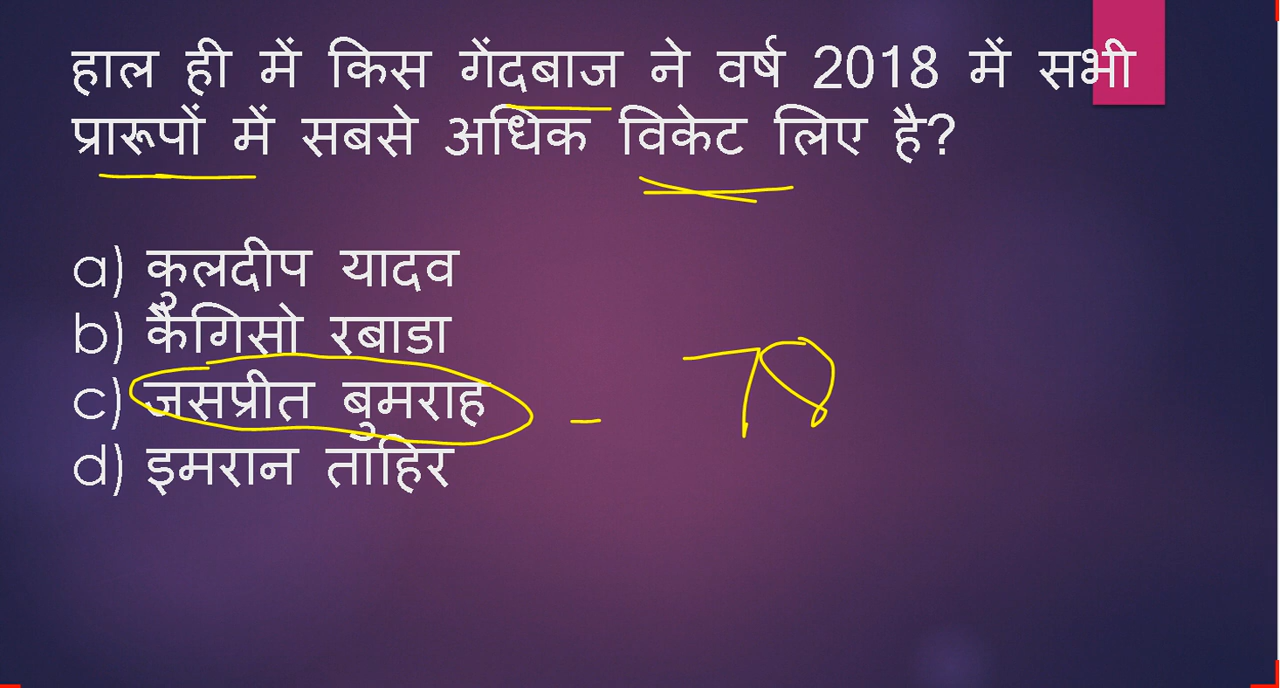 हाल ही में किस गेंदबाज ने वर्ष 2018 में सभी
प्रारूपों में सबसे अधिक विकेट लिए है?
a) कुलदीप यादव
b) कैगिसो रबाडा
c) जसप्रीत बुमराह - 78
d) इमरान ताहिर